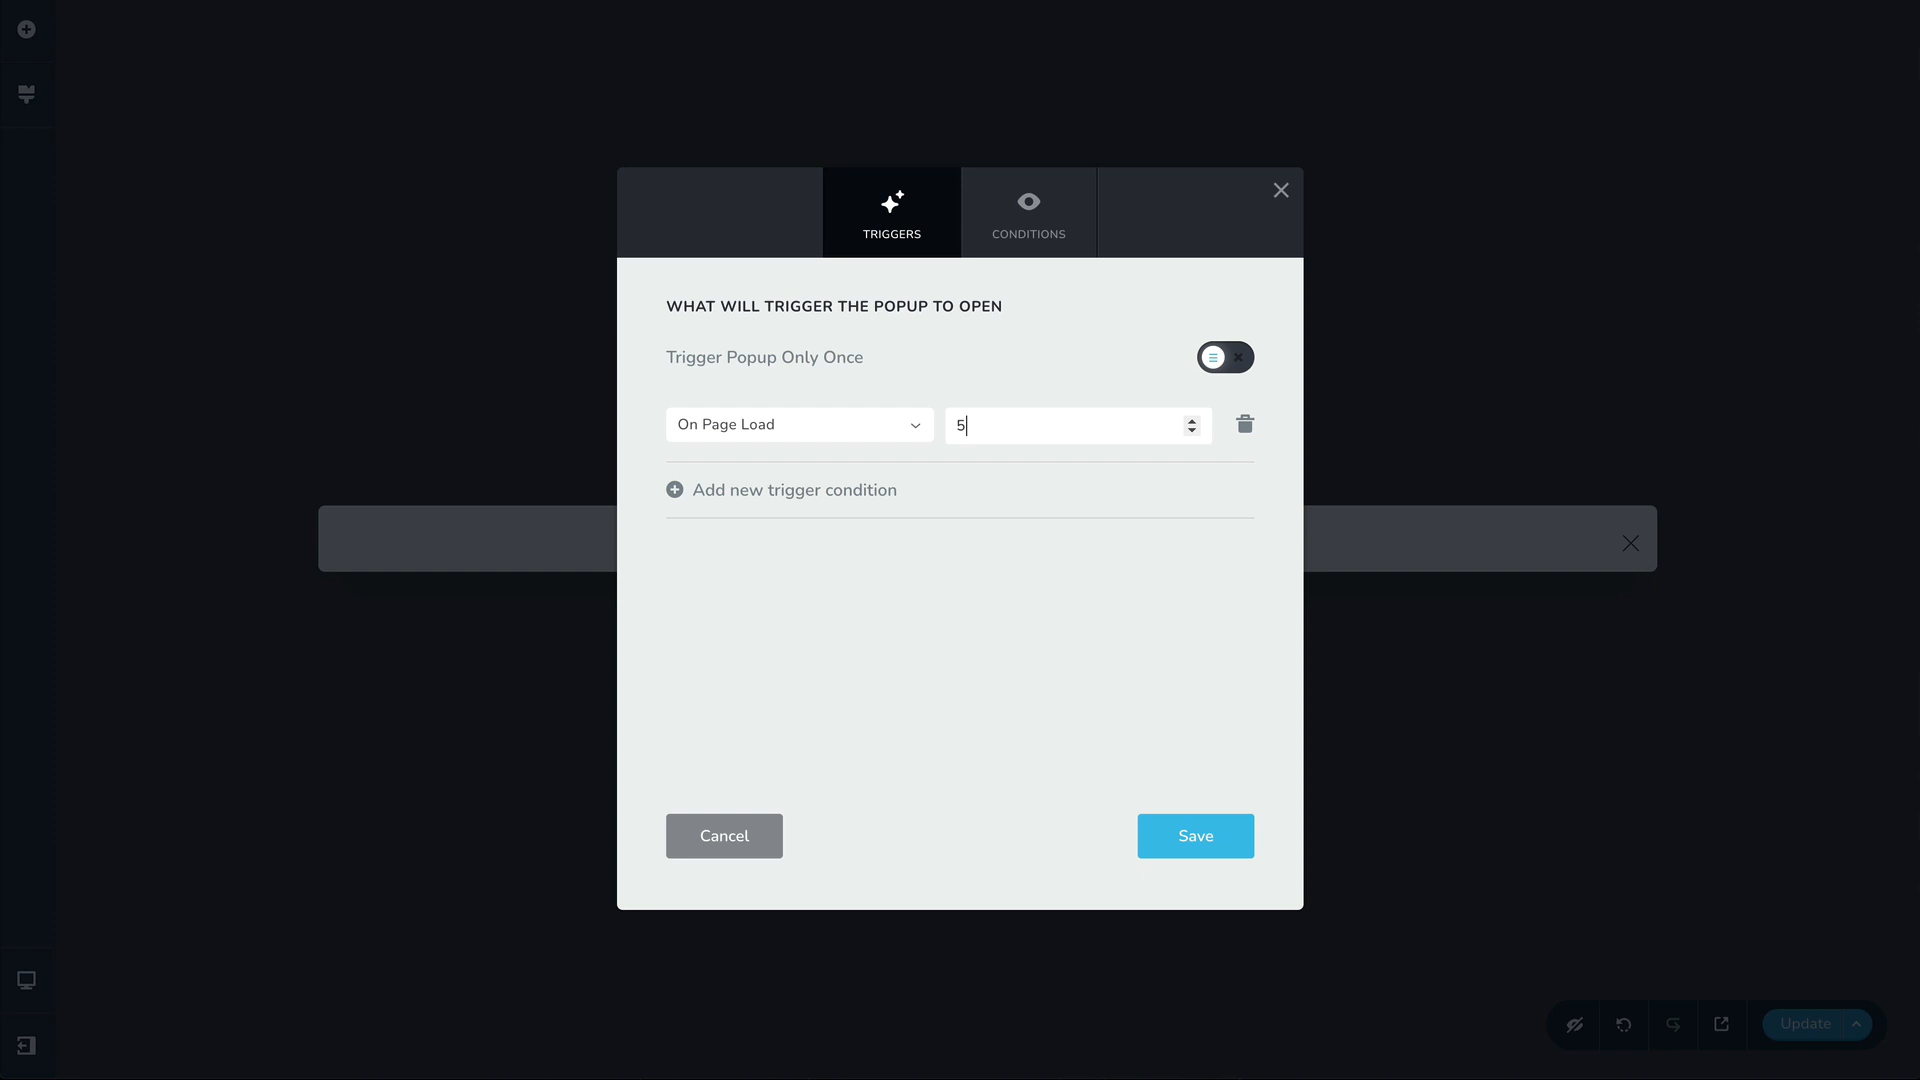 TRIGGERS
CONDITIONS
WHAT WILL TRIGGER THE POPUP TO OPEN
Trigger Popup Only Once
On Page Load
5
Add new trigger condition
Cancel
Save
Update